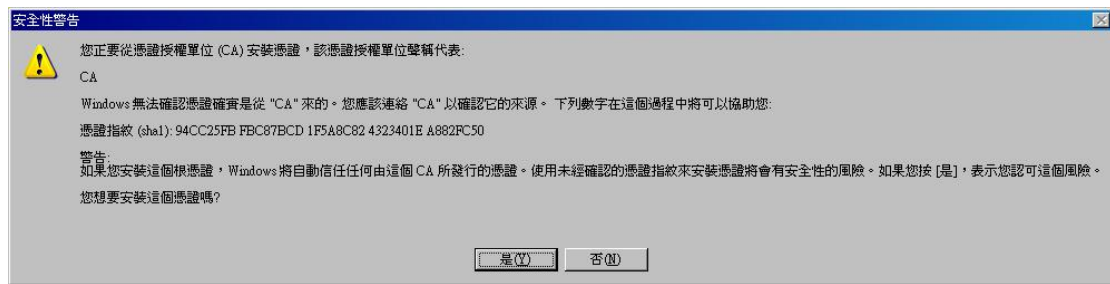 安全性警告
您正要從憑證授權單位 (CA) 安裝憑證，該憑證授權單位聲稱代表:
CA
Windows 無法確認憑證確實是從 "CA" 來的。您應該連絡 "CA" 以確認它的來源。 下列數字在這個過程中將可以協助您:
憑證指紋 (sha1): 94CC25FB FBC87BCD 1F5A8C82 4323401E A882FC50
警告:
如果您安裝這個根憑證，Windows 將自動信任任何由這個 CA 所發行的憑證。使用未經確認的憑證指紋來安裝憑證將會有安全性的風險。如果您按 [是]，表示您認可這個風險。
您想要安裝這個憑證嗎?
是(Y)
否(N)